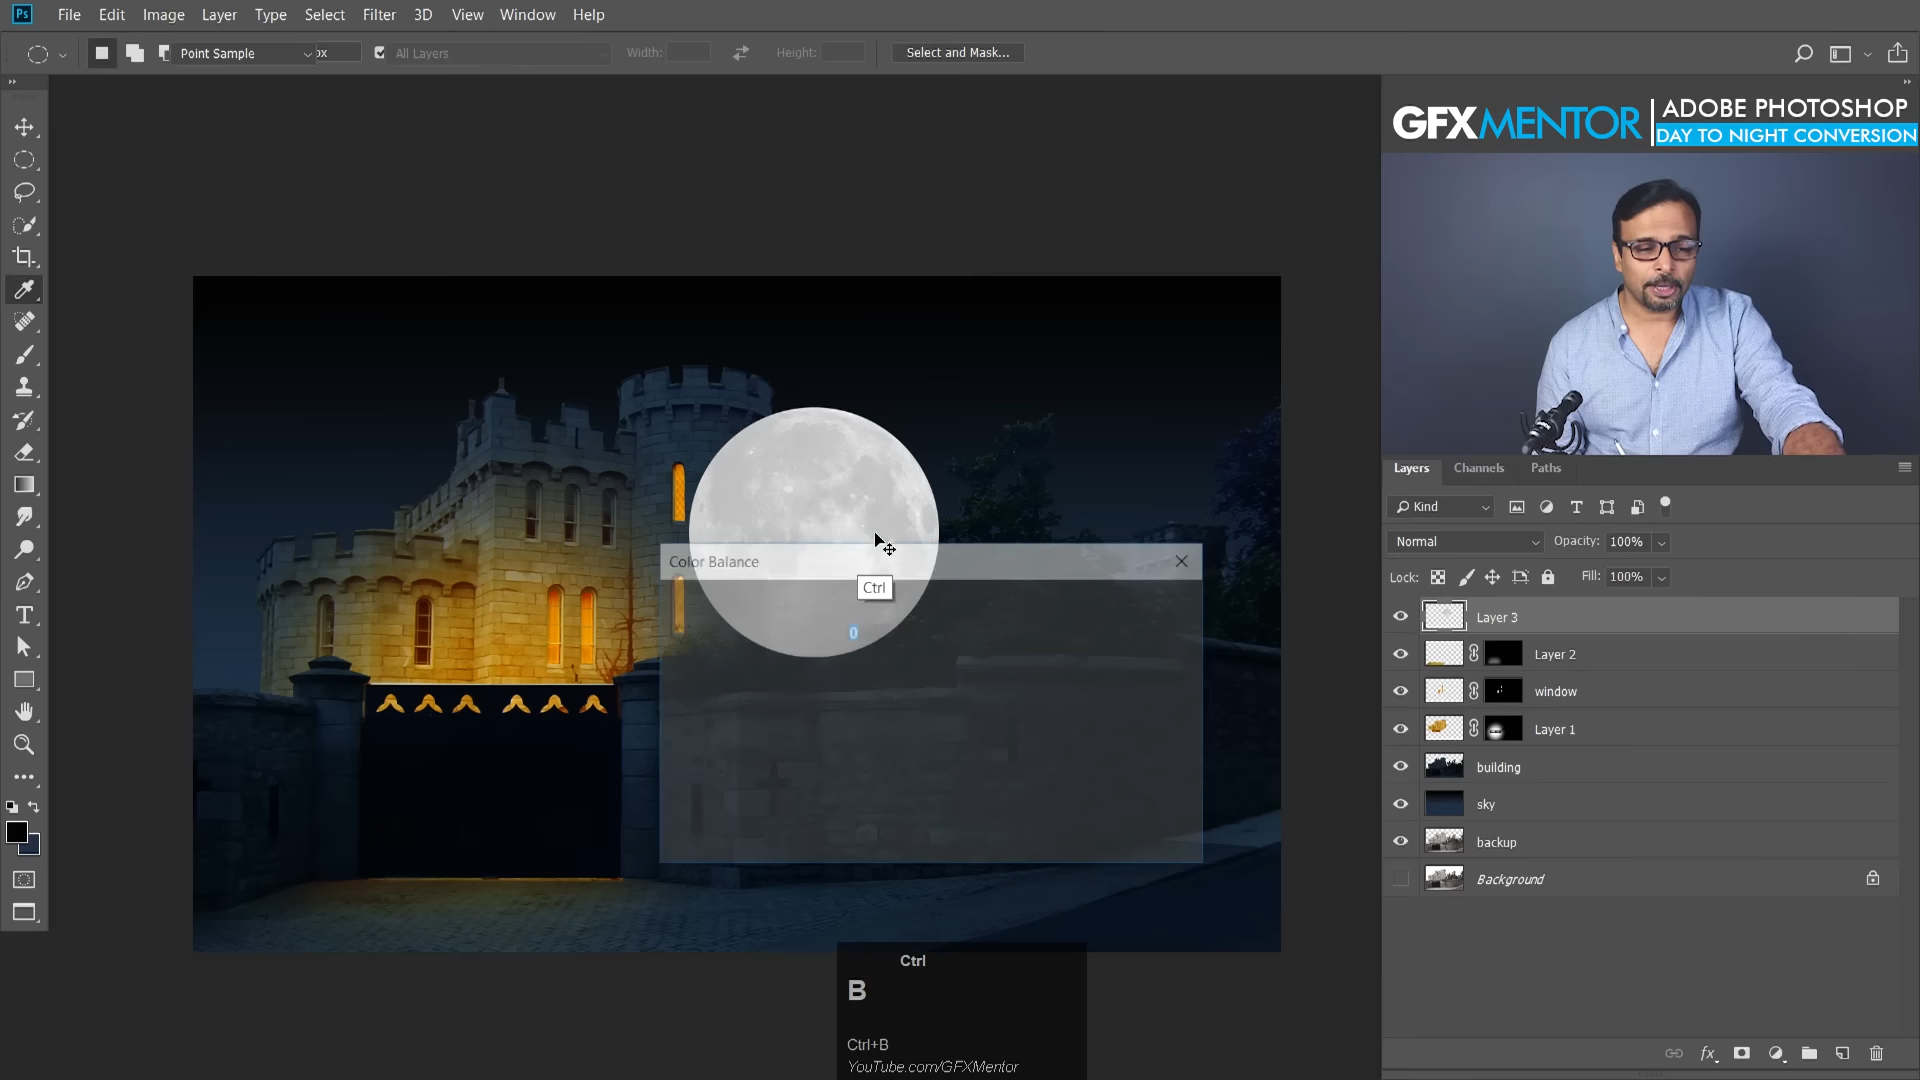 Ps File Edit Image Layer Type Select Filter 3D View Window Help
Point Sample px All Layers Width: Height: Select and Mask...
GFXMENTOR
ADOBE PHOTOSHOP
DAY TO NIGHT CONVERSION
Color Balance
Ctrl
0
Layers Channels Paths
Kind
Normal Opacity: 100%
Lock: Fill: 100%
Layer 3
Layer 2
window
Layer 1
building
sky
backup
Background
fx
Ctrl
B
Ctrl+B
YouTube.com/GFXMentor